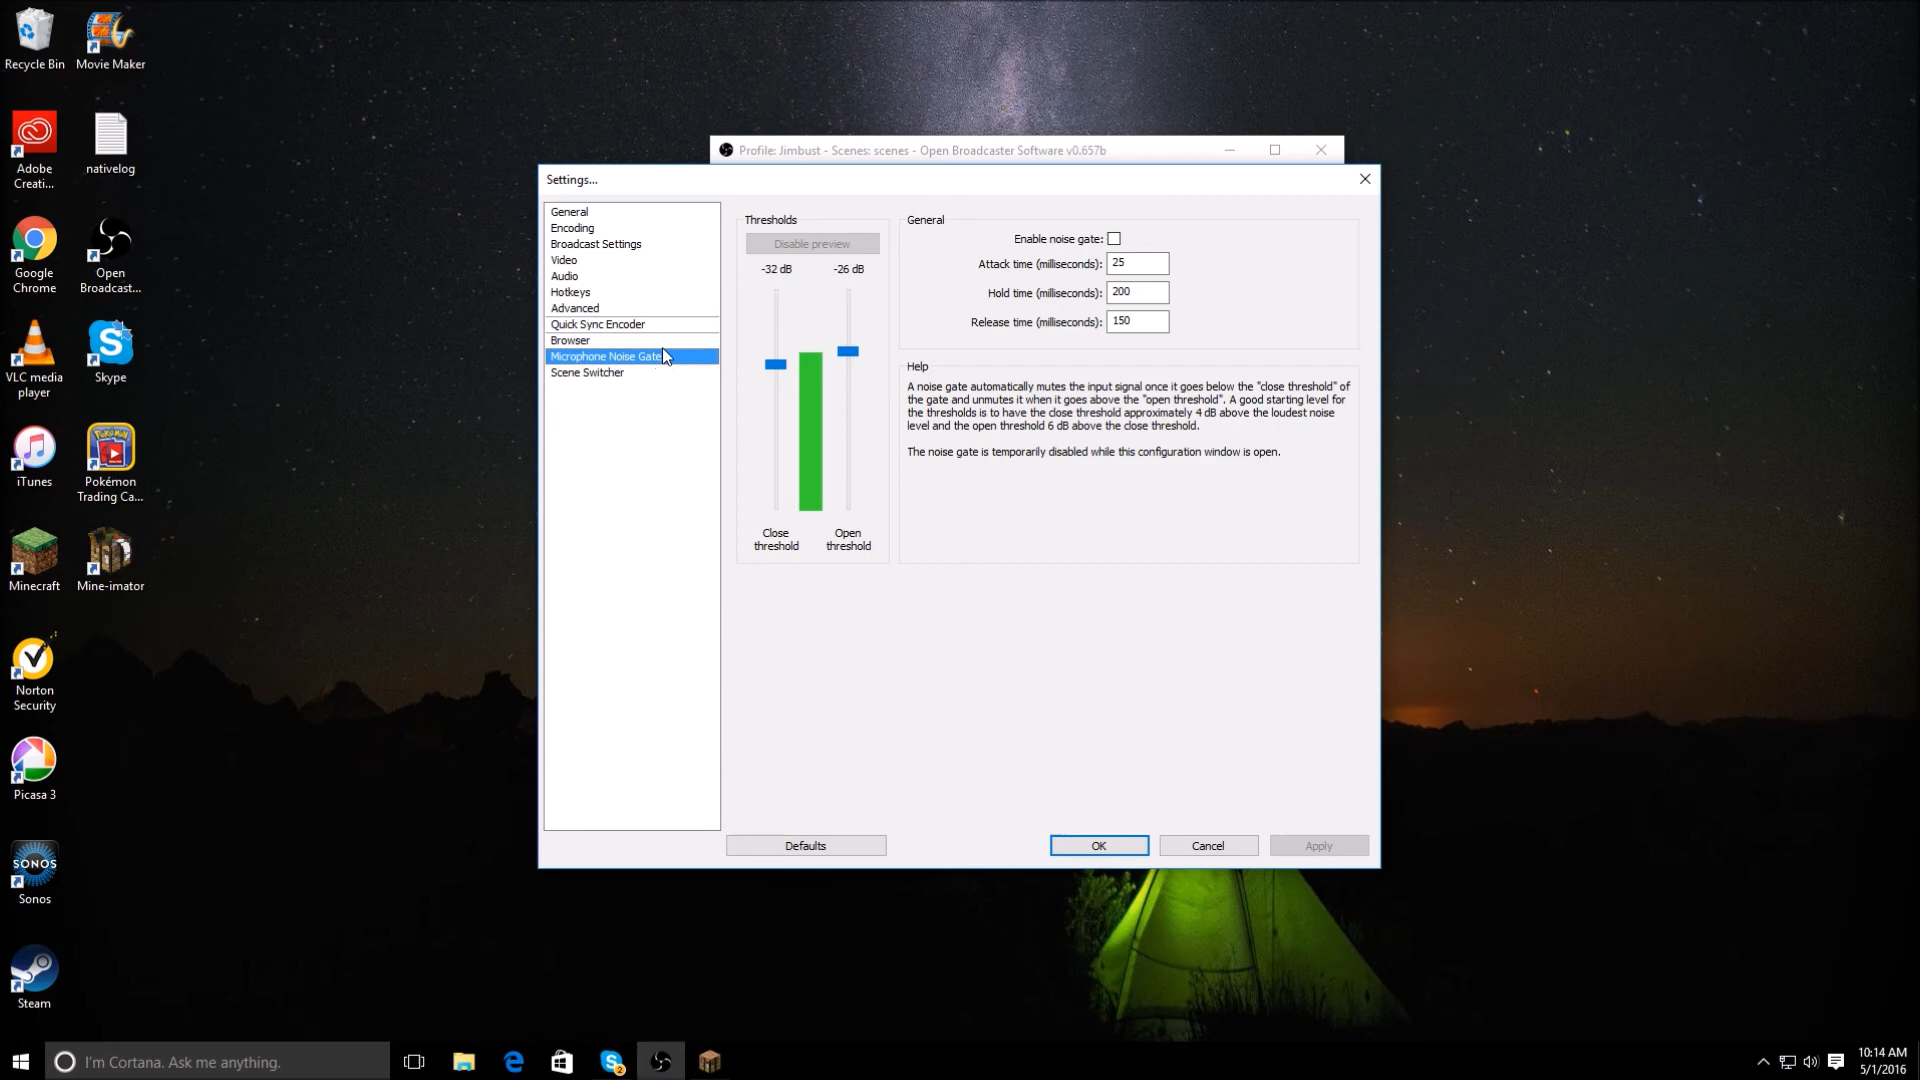 Recycle Bin
Movie Maker
Adobe
Creati...
nativelog
Google
Chrome
Open
Broadcast...
VLC media
player
Skype
iTunes
Pokémon
Trading Ca...
Minecraft
Mine-imator
Norton
Security
Picasa 3
SONOS
Sonos
Steam
Profile: Jimbust - Scenes: scenes - Open Broadcaster Software v0.657b
Settings...
General
Encoding
Broadcast Settings
Video
Audio
Hotkeys
Advanced
Quick Sync Encoder
Browser
Microphone Noise Gate
Scene Switcher
Thresholds
Disable preview
-32 dB
-26 dB
Close
threshold
Open
threshold
General
Enable noise gate:
Attack time (milliseconds): 25
Hold time (milliseconds): 200
Release time (milliseconds): 150
Help
A noise gate automatically mutes the input signal once it goes below the "close threshold" of
the gate and unmutes it when it goes above the "open threshold". A good starting level for
the thresholds is to have the close threshold approximately 4 dB above the loudest noise
level and the open threshold 6 dB above the close threshold.
The noise gate is temporarily disabled while this configuration window is open.
Defaults
OK
Cancel
Apply
I'm Cortana. Ask me anything.
2
10:14 AM
5/1/2016